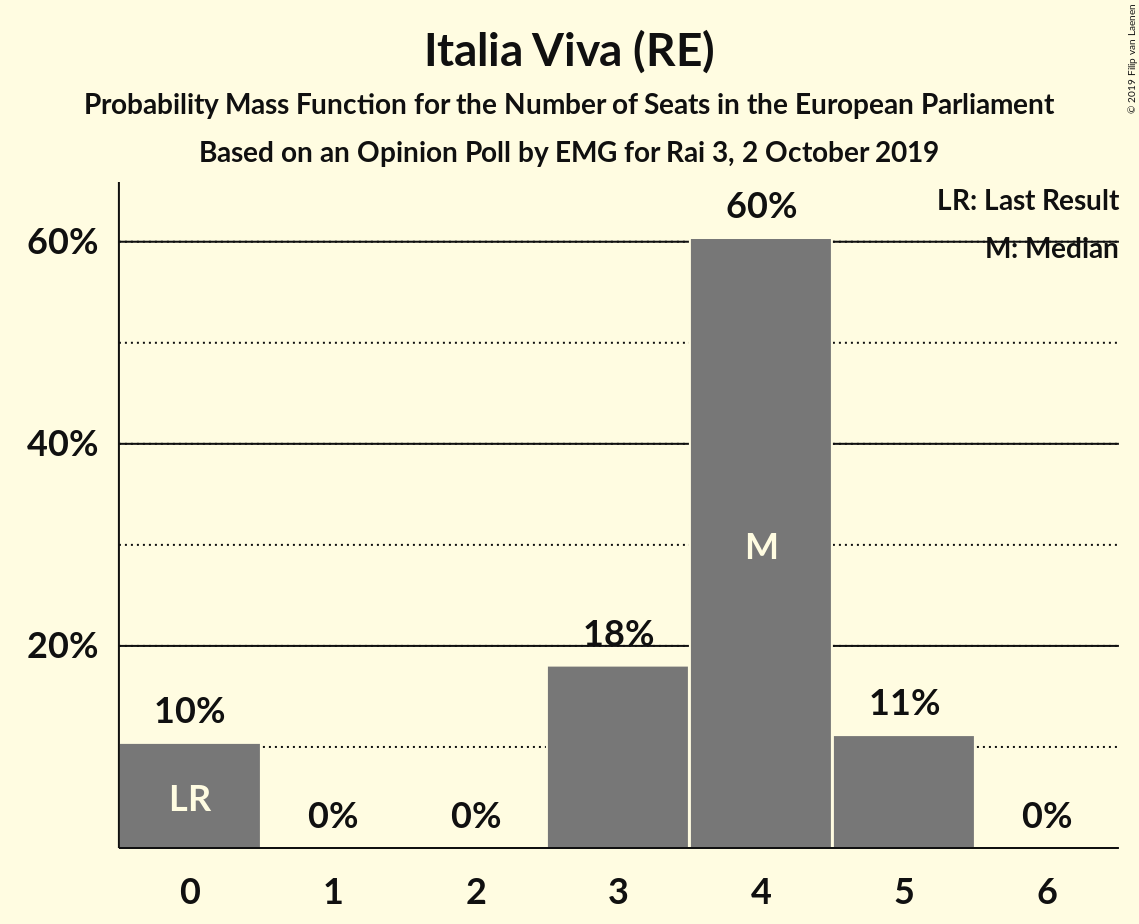 Italia Viva (RE)
Probability Mass Function for the Number of Seats in the European Parliament
Based on an Opinion Poll by EMG for Rai 3, 2 October 2019
© 2019 Filip van Laenen
LR: Last Result
M: Median
60%
40%
20%
10%
LR
0%
0%
18%
60%
M
11%
0%
0 1 2 3 4 5 6